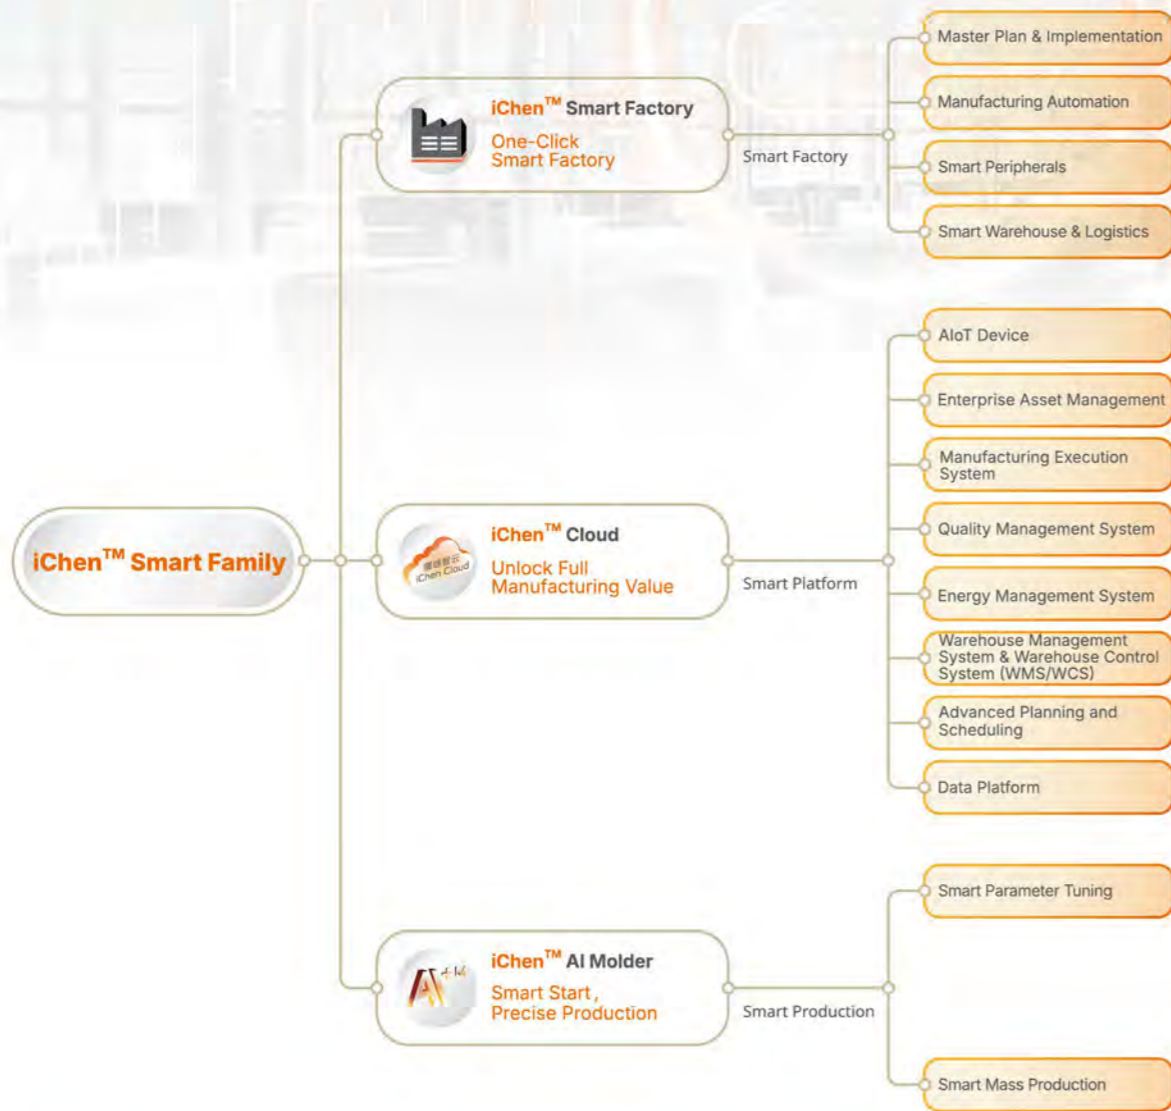 Master Plan & Implementation
iChen™ Smart Factory
One-Click
Smart Factory
Smart Factory
Manufacturing Automation
Smart Peripherals
Smart Warehouse & Logistics
iChen™ Smart Family
iChen Cloud
iChen™ Cloud
Unlock Full
Manufacturing Value
Smart Platform
AIoT Device
Enterprise Asset Management
Manufacturing Execution
System
Quality Management System
Energy Management System
Warehouse Management
System & Warehouse Control
System (WMS/WCS)
Advanced Planning and
Scheduling
Data Platform
iChen™ AI Molder
Smart Start ,
Precise Production
Smart Production
Smart Parameter Tuning
Smart Mass Production